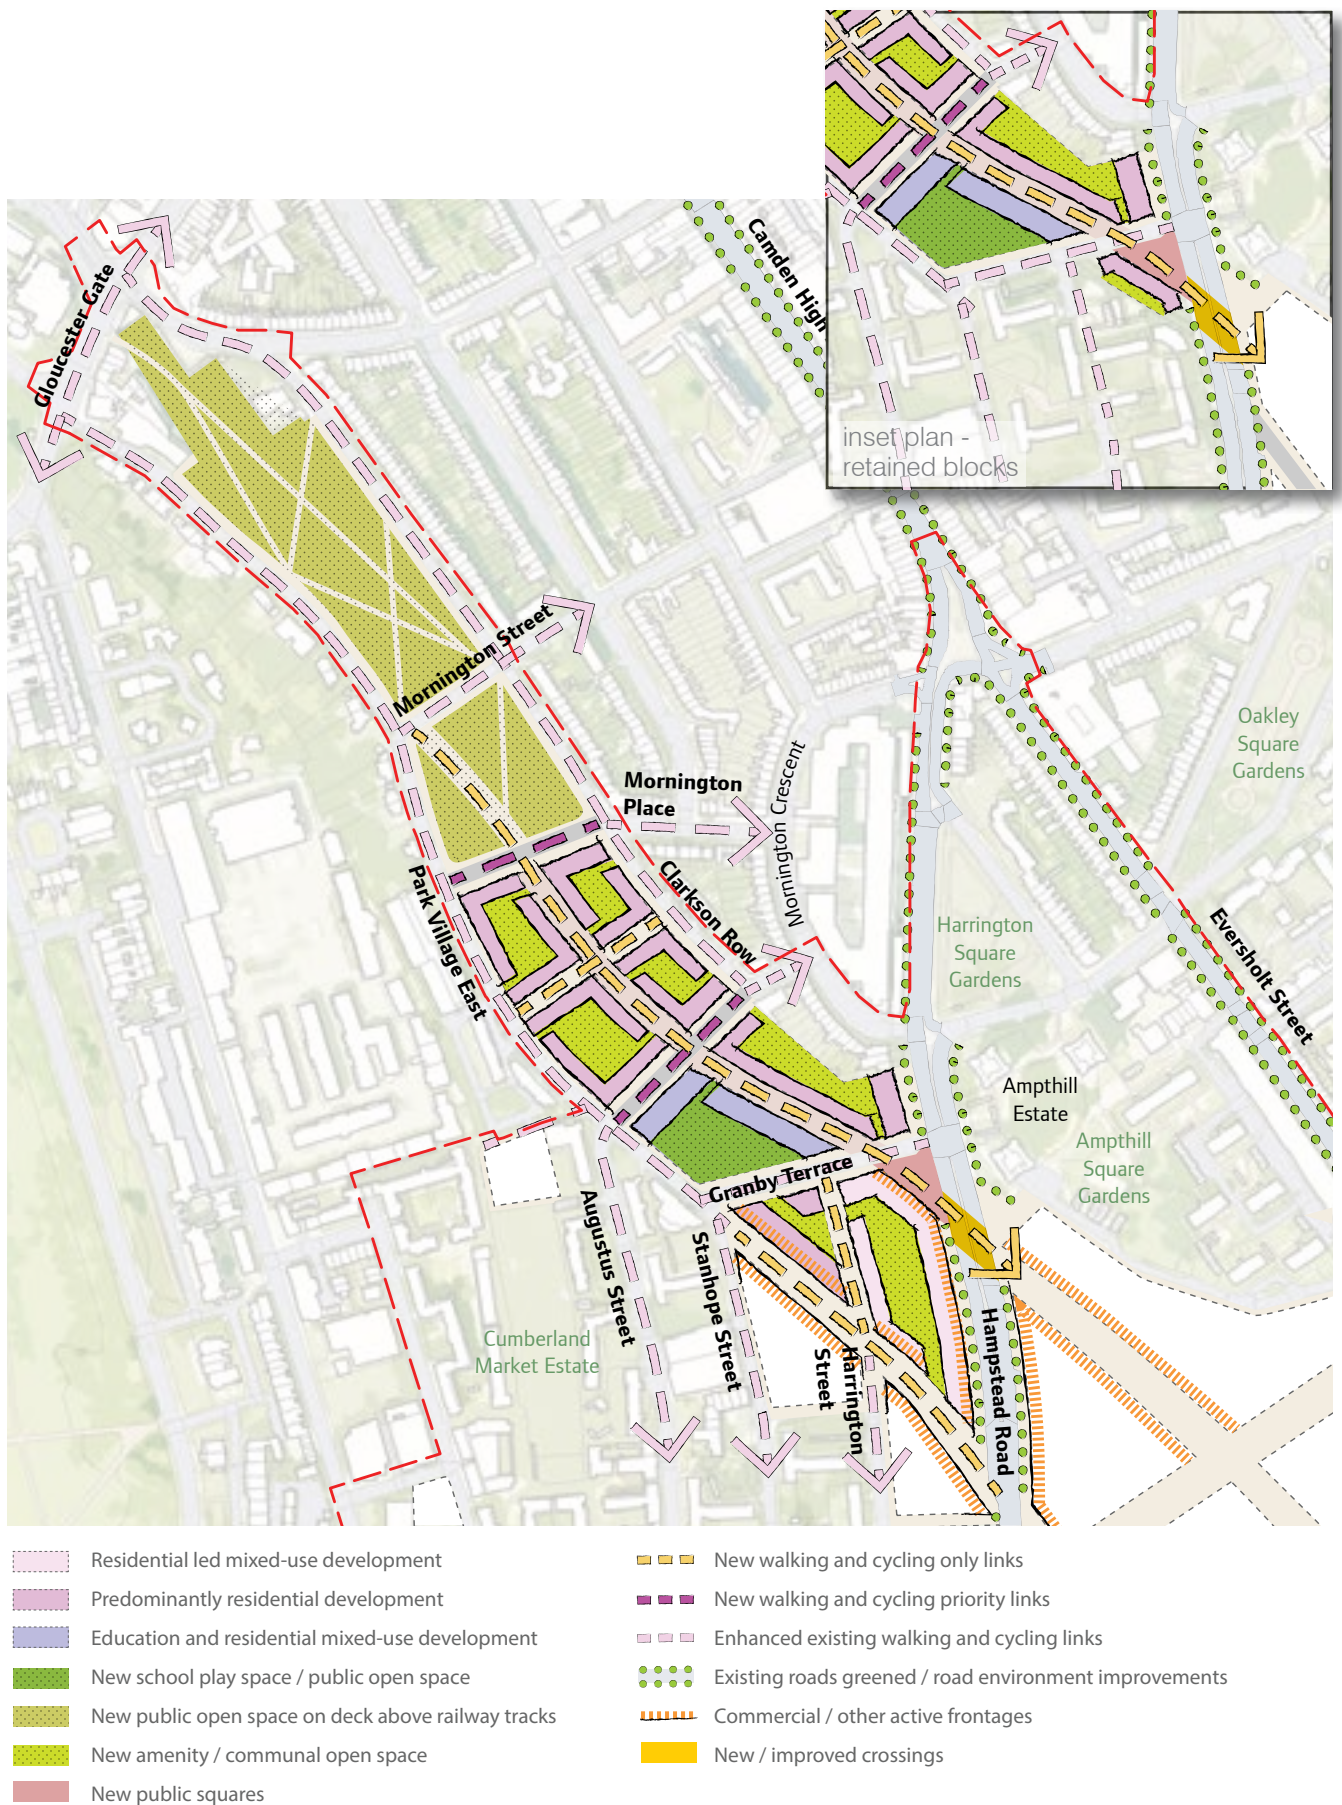 inset plan -
retained blocks
Camden High
Gloucester Gate
Mornington Street
Mornington
Place
Mornington Crescent
Oakley
Square
Gardens
Park Village East
Clarkson Row
Harrington
Square
Gardens
Eversholt Street
Ampthill
Estate
Ampthill
Square
Gardens
Granby Terrace
Augustus Street
Stanhope Street
Harrington
Street
Hampstead Road
Cumberland
Market Estate
Residential led mixed-use development
Predominantly residential development
Education and residential mixed-use development
New school play space / public open space
New public open space on deck above railway tracks
New amenity / communal open space
New public squares
New walking and cycling only links
New walking and cycling priority links
Enhanced existing walking and cycling links
Existing roads greened / road environment improvements
Commercial / other active frontages
New / improved crossings